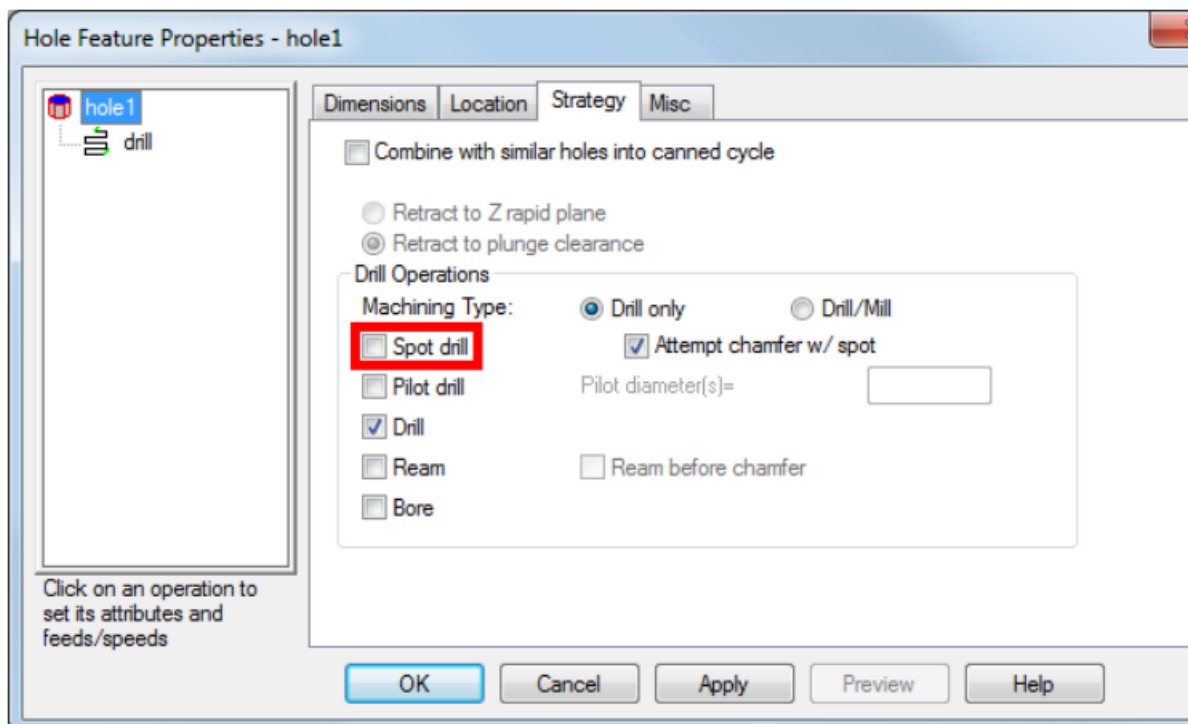 Hole Feature Properties - hole1
hole1
drill
Dimensions Location Strategy Misc
Combine with similar holes into canned cycle
Retract to Z rapid plane
Retract to plunge clearance
Drill Operations
Machining Type: Drill only Drill/Mill
Spot drill Attempt chamfer w/ spot
Pilot drill Pilot diameter(s)=
Drill
Ream Ream before chamfer
Bore
Click on an operation to
set its attributes and
feeds/speeds
OK Cancel Apply Preview Help